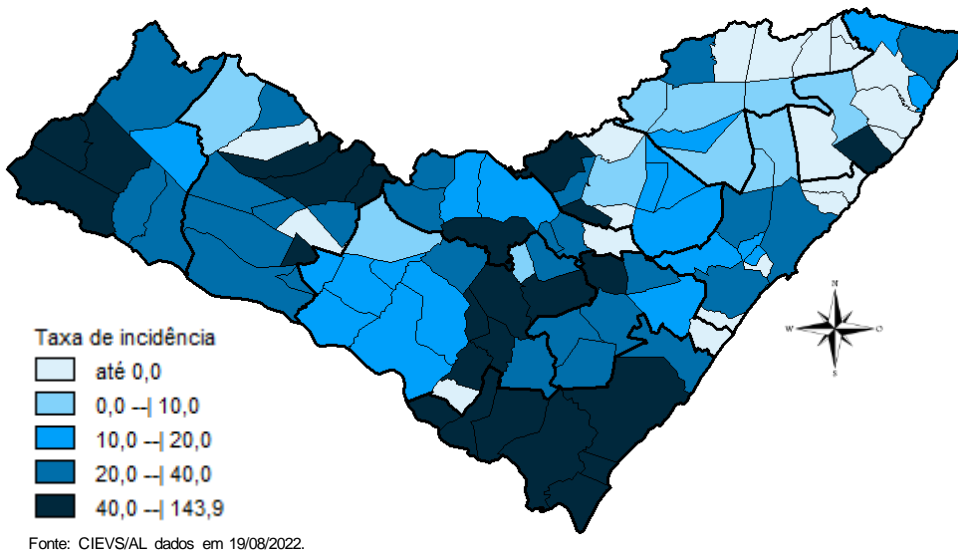 N
W O
S
Taxa de incidência
até 0,0
0,0 --| 10,0
10,0 --| 20,0
20,0 --| 40,0
40,0 --| 143,9
Fonte: CIEVS/AL dados em 19/08/2022.